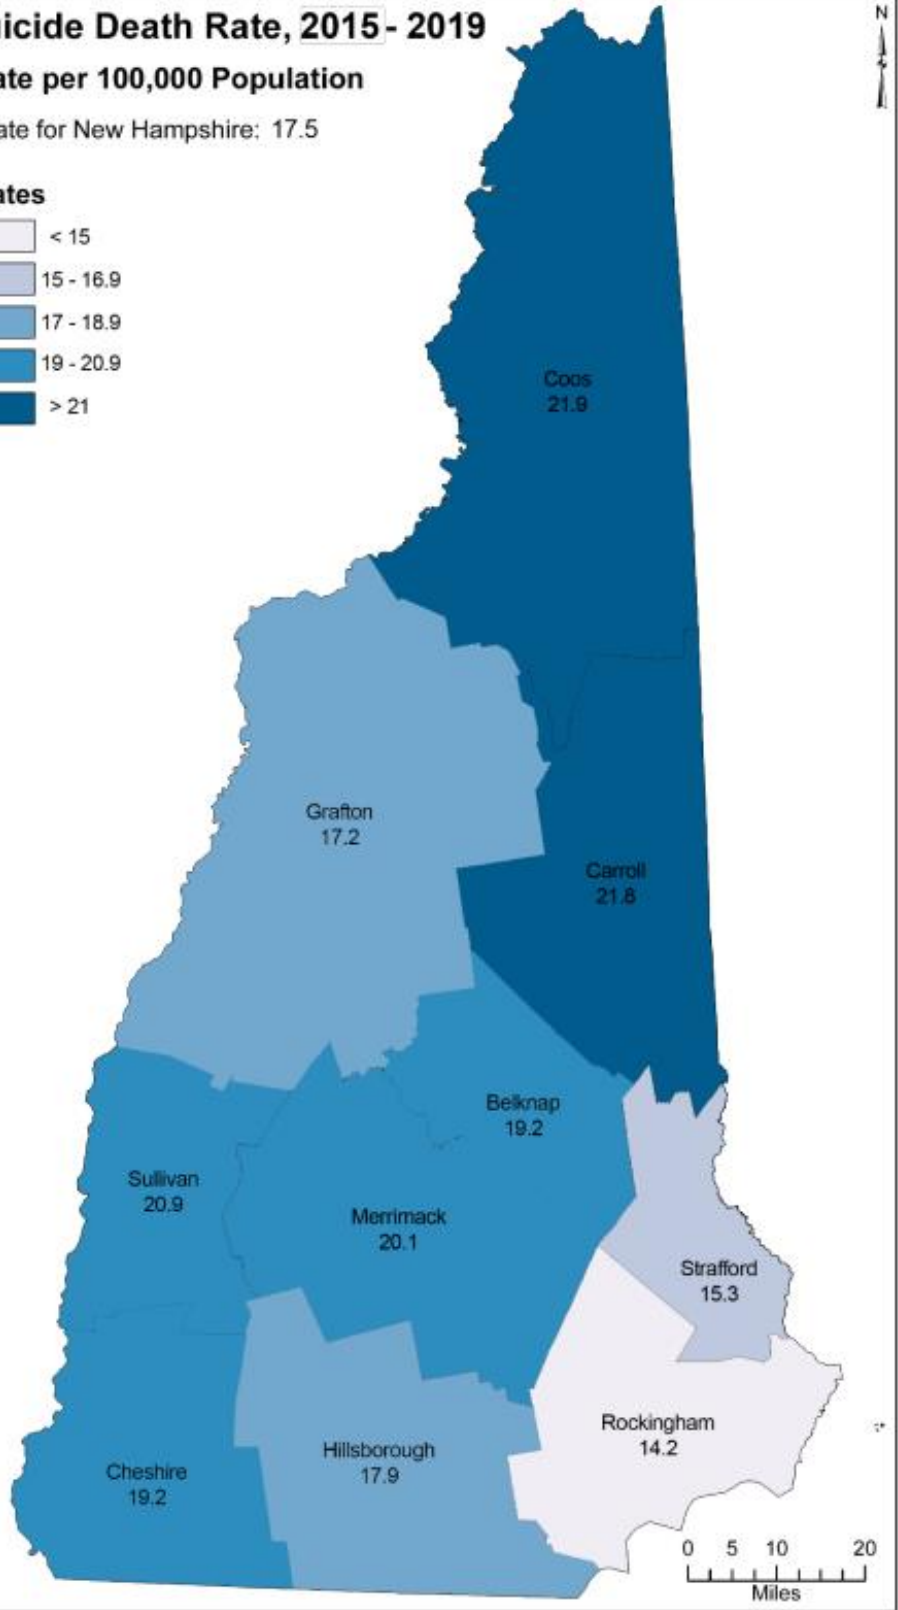 icide Death Rate, 2015 - 2019
ate per 100,000 Population
ate for New Hampshire: 17.5
N
ates
< 15
15 - 16.9
17 - 18.9
19 - 20.9
> 21
Coos
21.9
Grafton
17.2
Carroll
21.8
Belknap
19.2
Sullivan
20.9
Merrimack
20.1
Strafford
15.3
Rockingham
14.2
Hillsborough
17.9
Cheshire
19.2
0 5 10 20
Miles